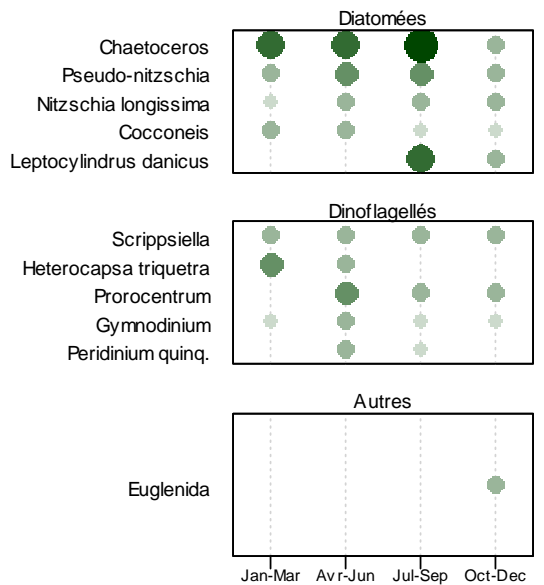 Diatomées
Chaetoceros
Pseudo-nitzschia
Nitzschia longissima
Cocconeis
Leptocylindrus danicus
Dinoflagellés
Scrippsiella
Heterocapsa triquetra
Prorocentrum
Gymnodinium
Peridinium quinq.
Autres
Euglenida
Jan-Mar Avr-Jun Jul-Sep Oct-Dec